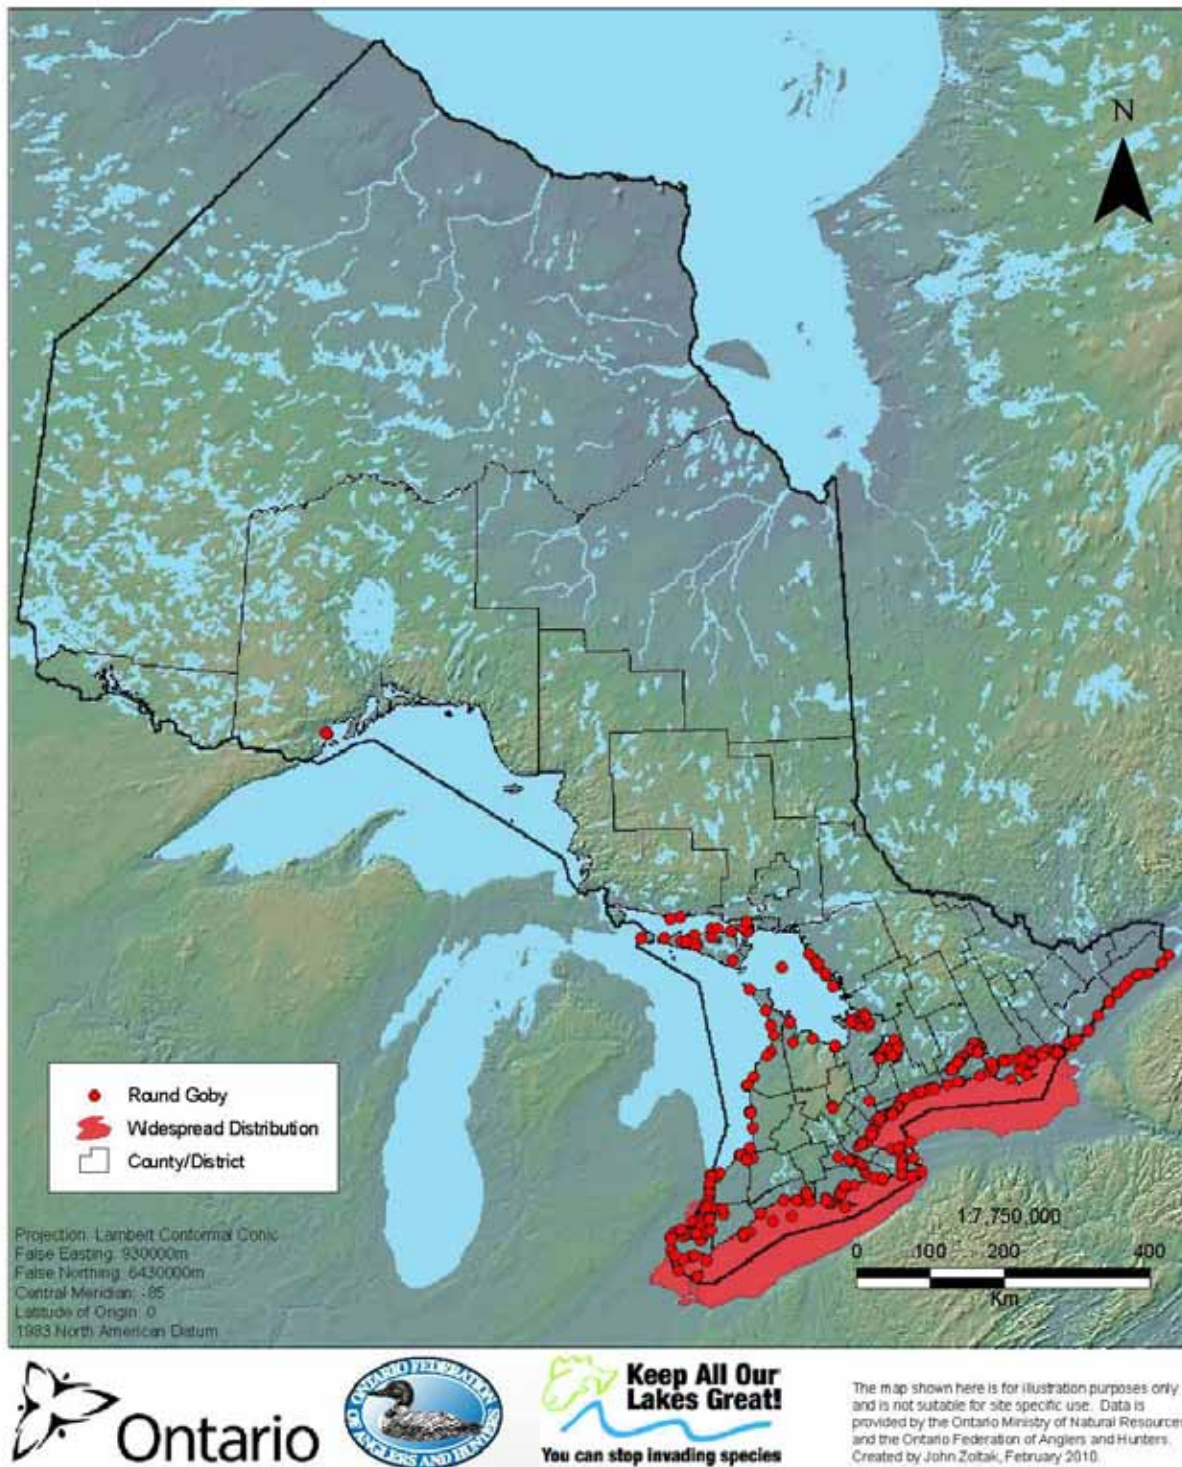 N
Round Goby
Widespread Distribution
County/District
Projection: Lambert Conformal Conic
False Easting: 930000m
False Northing: 6430000m
Central Meridian: -85
Latitude of Origin: 0
1983 North American Datum
1:7,750,000
0 100 200 400
Km
Ontario
ONTARIO FEDERATION
OF ANGLERS AND HUNTERS
Keep All Our
Lakes Great!
You can stop invading species
The map shown here is for illustration purposes only
and is not suitable for site specific use. Data is
provided by the Ontario Ministry of Natural Resources
and the Ontario Federation of Anglers and Hunters.
Created by John Zoltak, February 2010.